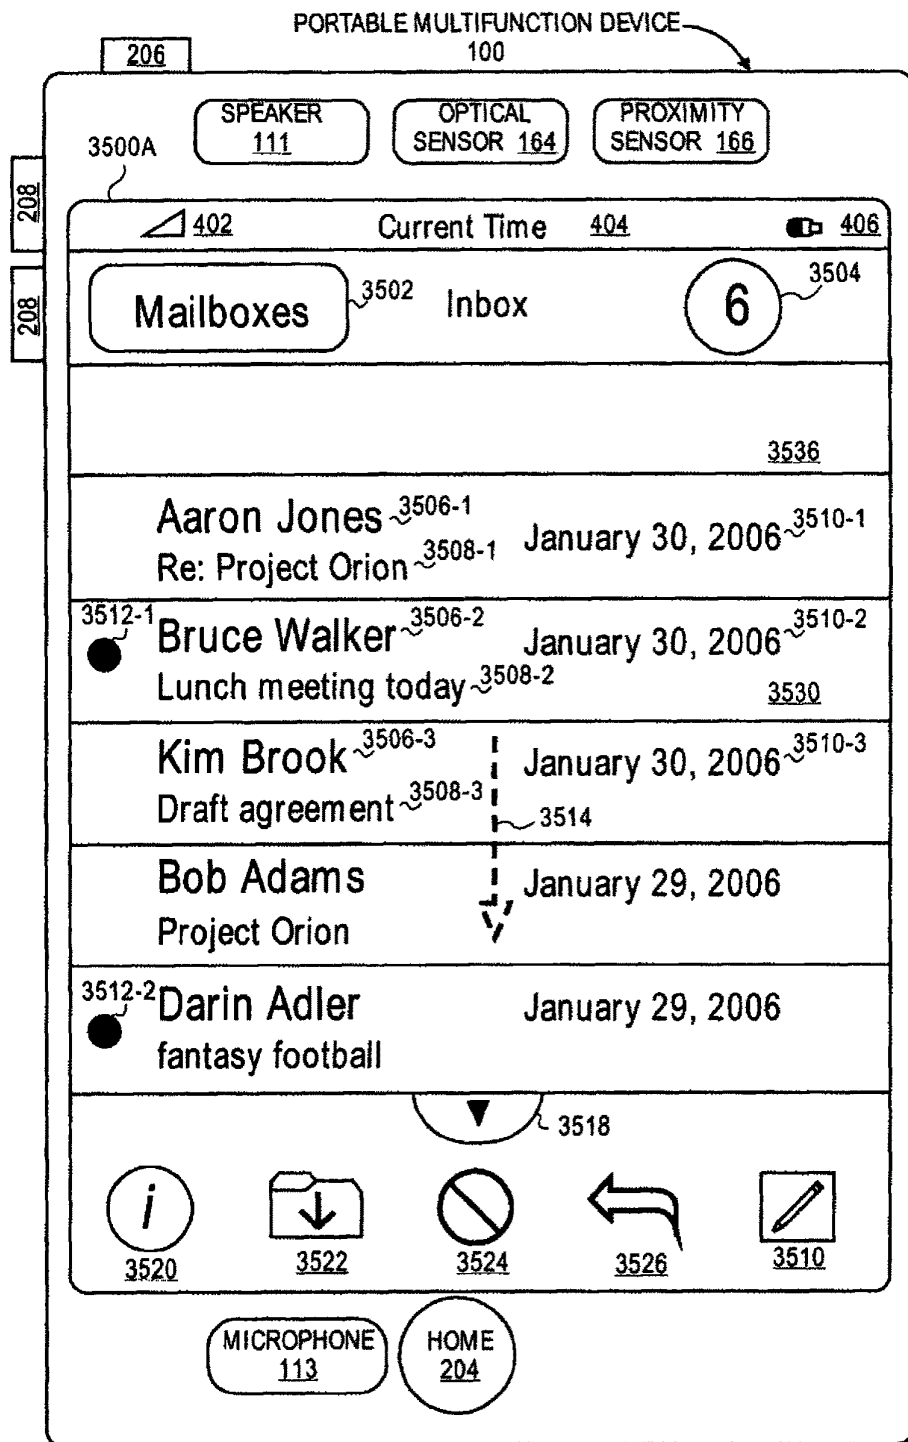 PORTABLE MULTIFUNCTION DEVICE
100
206
SPEAKER
111
OPTICAL
SENSOR 164
PROXIMITY
SENSOR 166
3500A
208
208
402
Current Time 404
406
Mailboxes
3502
Inbox
6
3504
3536
Aaron Jones 3506-1
Re: Project Orion 3508-1
January 30, 2006 3510-1
3512-1
Bruce Walker 3506-2
January 30, 2006 3510-2
Lunch meeting today 3508-2
3530
Kim Brook 3506-3
January 30, 2006 3510-3
Draft agreement 3508-3
3514
Bob Adams
January 29, 2006
Project Orion
3512-2
Darin Adler
January 29, 2006
fantasy football
3518
i
3520
3522
3524
3526
3510
MICROPHONE
113
HOME
204